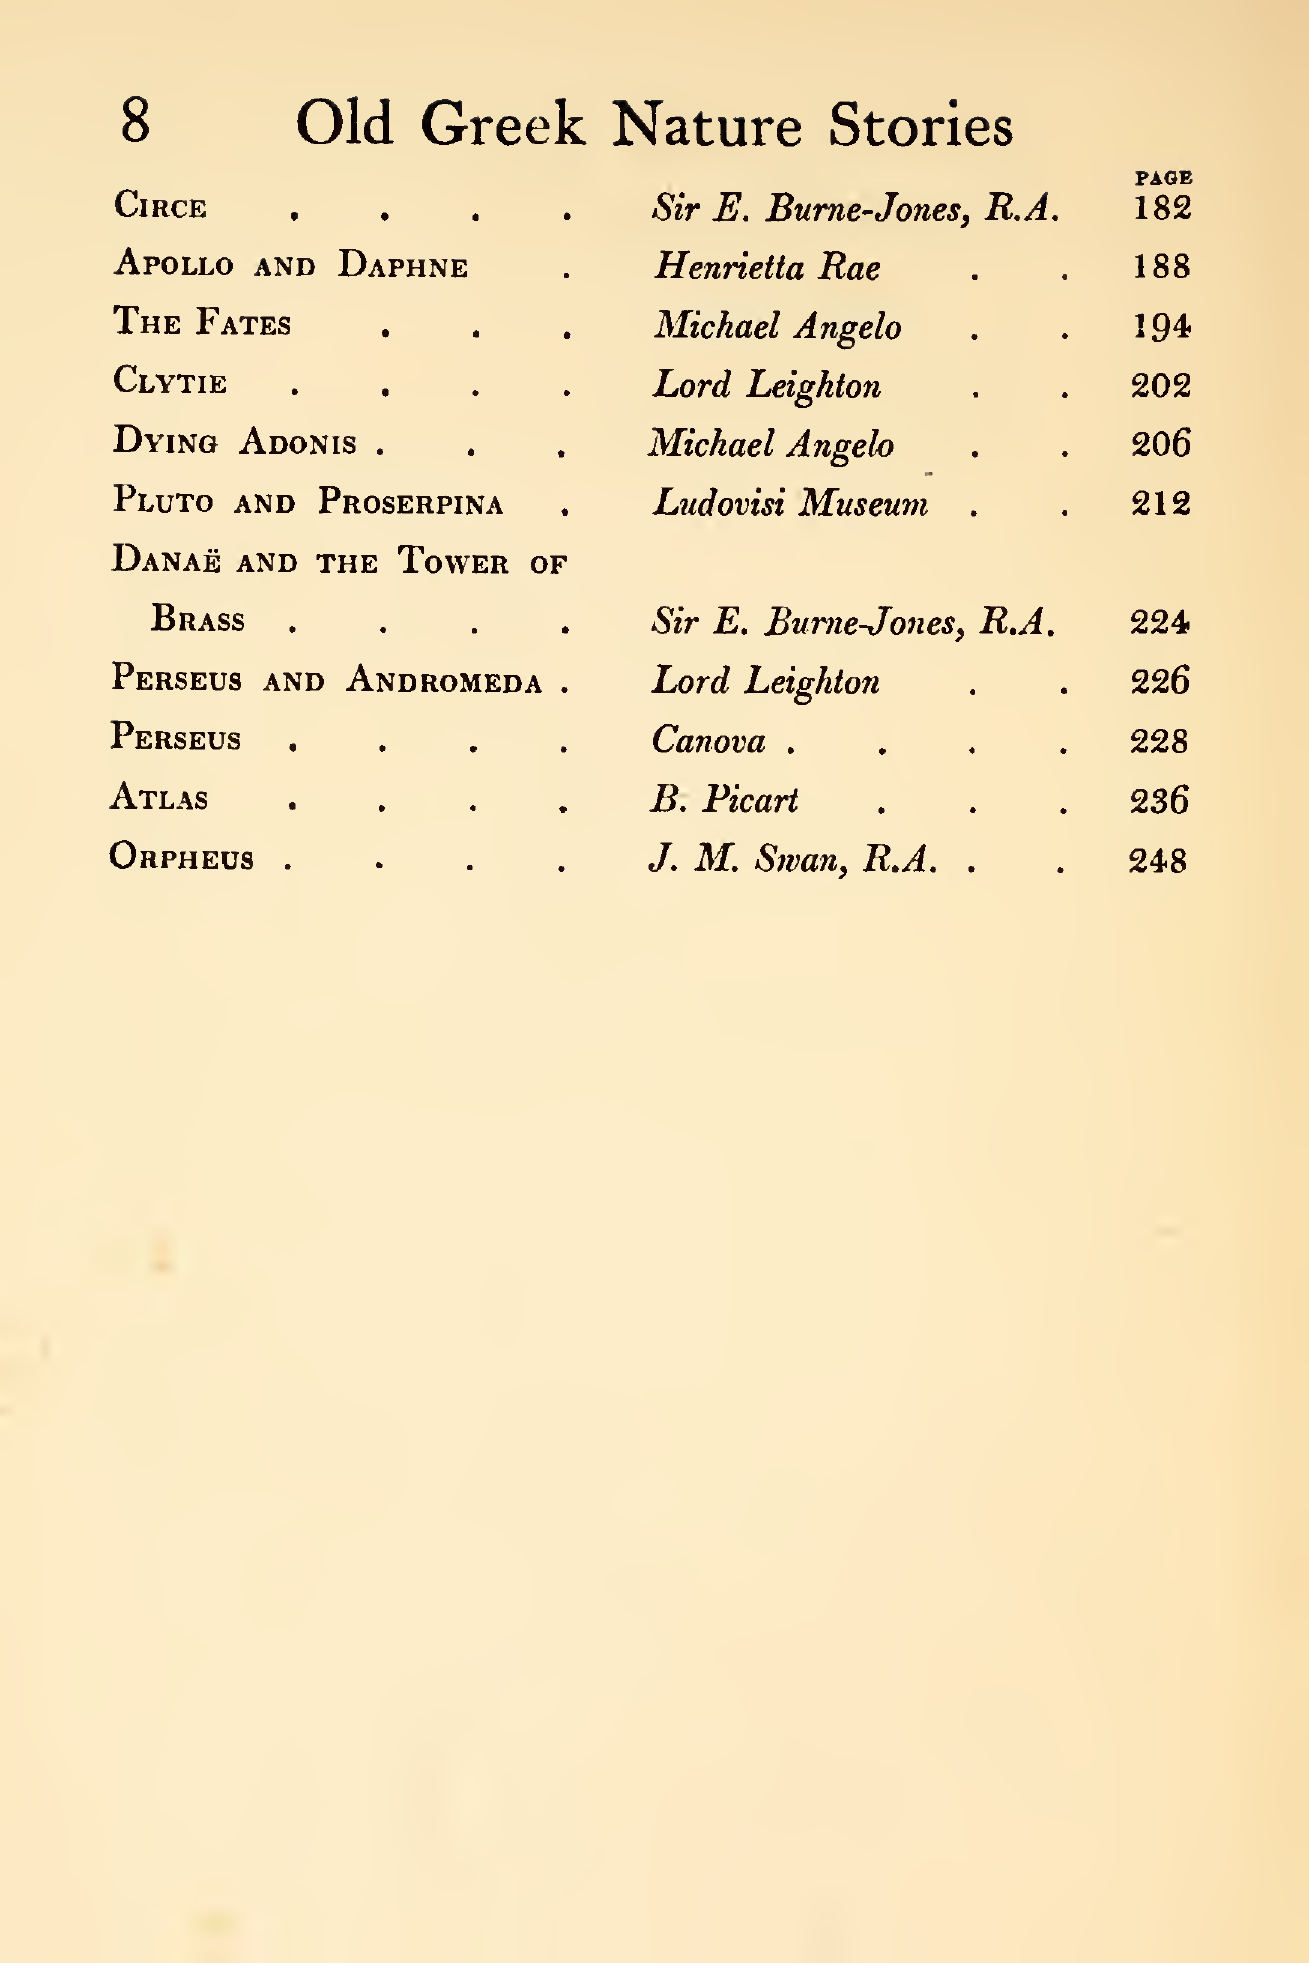 8 Old Greek Nature Stories
PAGE
Circe . . . . Sir E. Burne-Jones, R.A. 182
Apollo and Daphne . Henrietta Rae . . 188
The Fates . . . Michael Angelo . . 194
Clytie . . . . Lord Leighton . . 202
Dying Adonis . . . Michael Angelo . . 206
Pluto and Proserpina . Ludovisi Museum . . 212
Danaë and the Tower of
Brass . . . . Sir E. Burne-Jones, R.A. 224
Perseus and Andromeda . Lord Leighton . . 226
Perseus . . . . Canova . . . . 228
Atlas . . . . B. Picart . . . 236
Orpheus . . . . J. M. Swan, R.A. . . 248